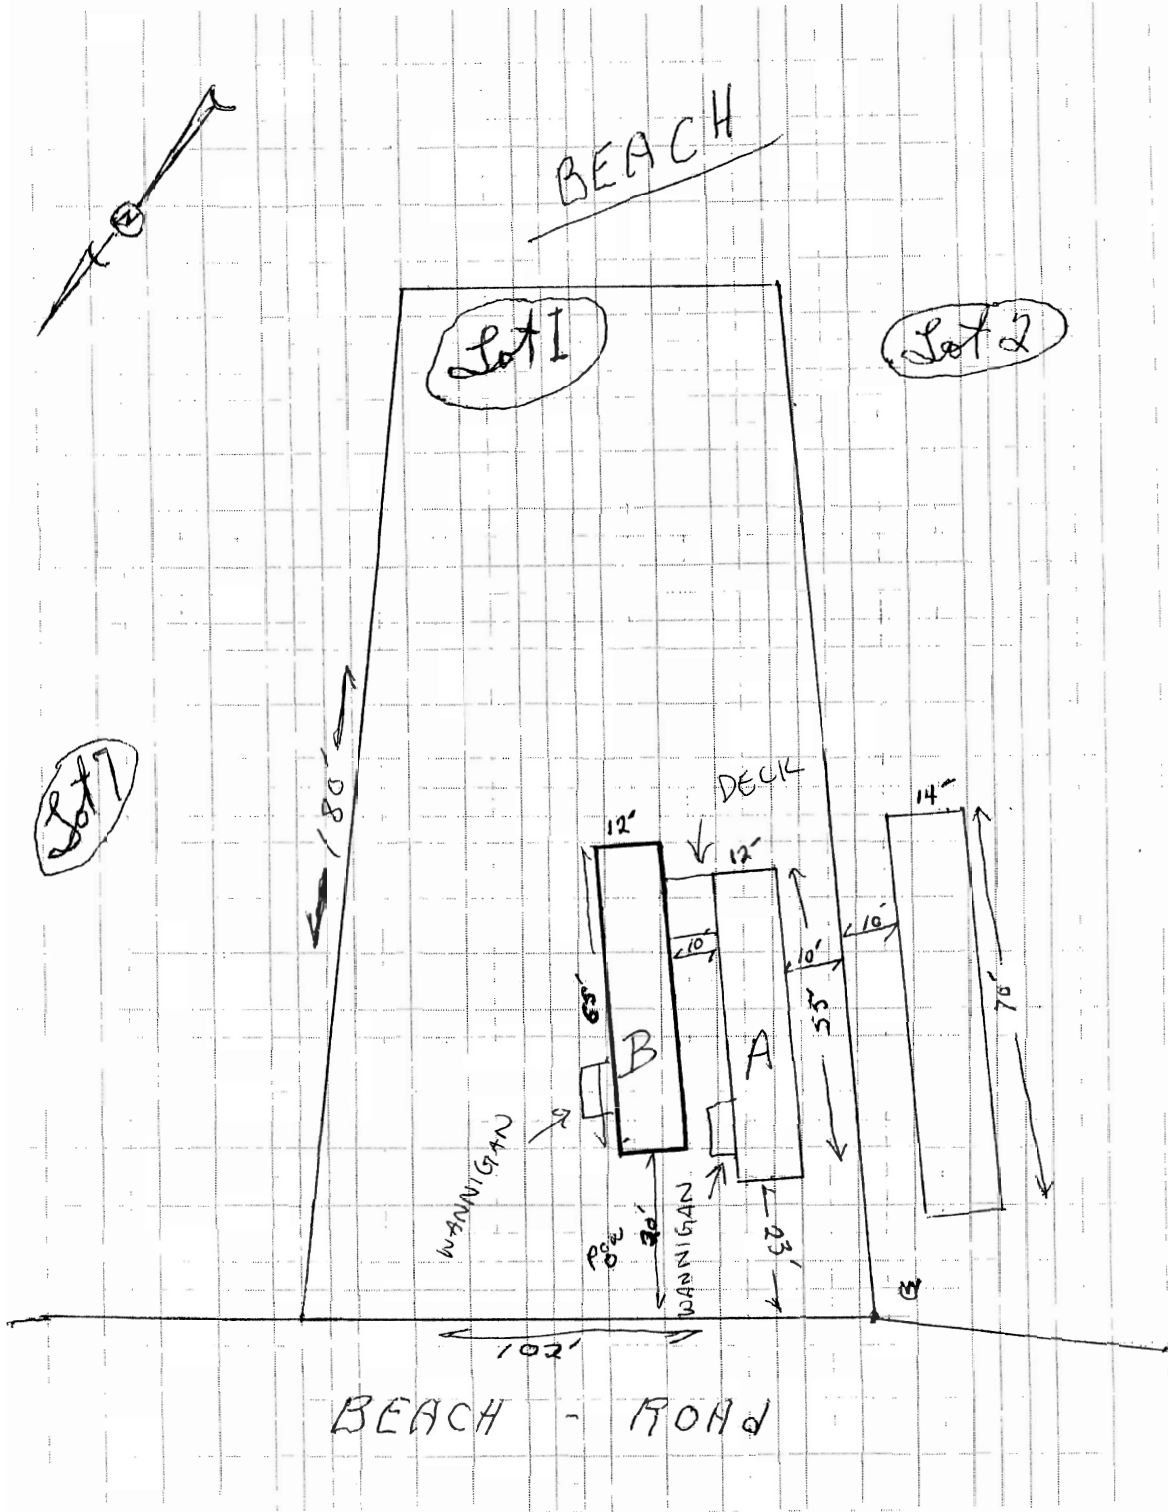 BEACH
N
Lot 1
Lot 2
180'
Lot 7
DECK
14'
12'
12'
10'
10'
10'
70'
55'
B
A
WANNIGAN
30'
WANNIGAN
23'
102'
BEACH - ROAd